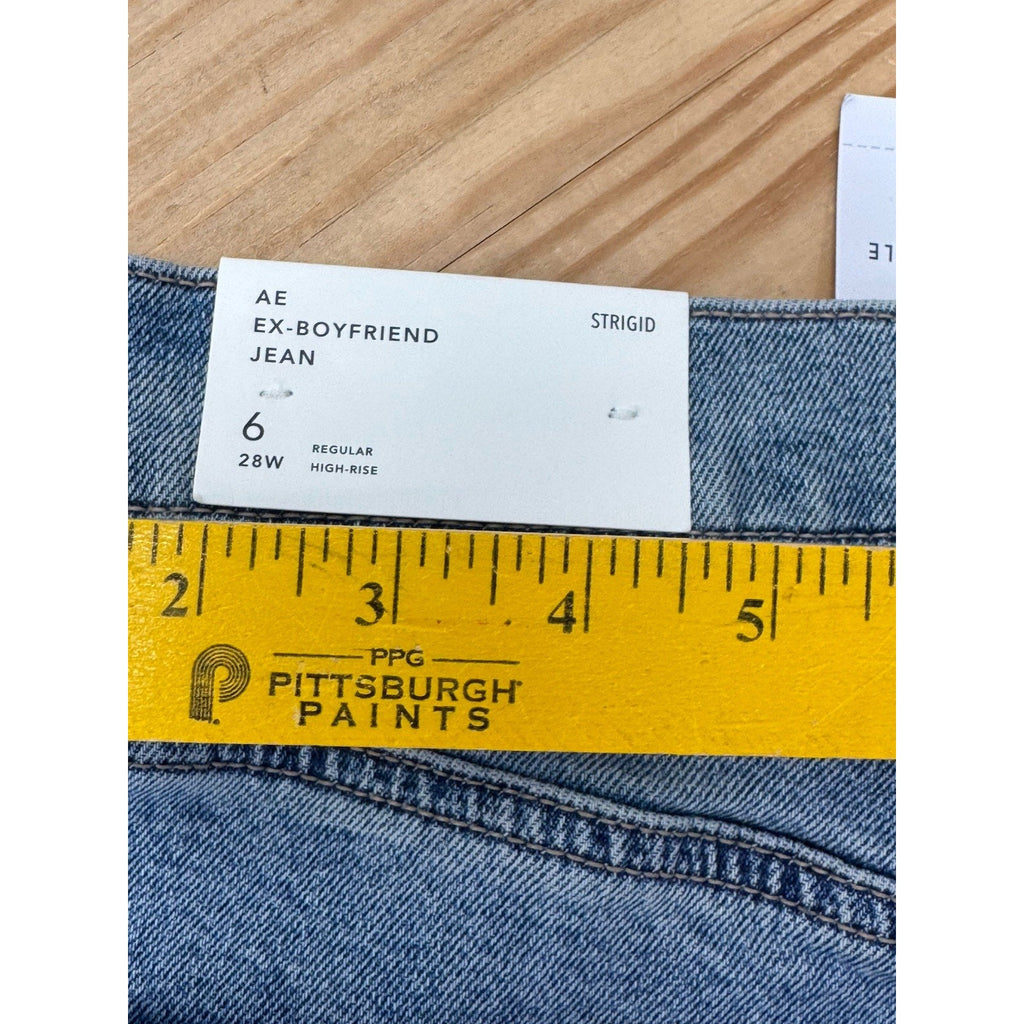 AE
EX-BOYFRIEND
JEAN
STRIGID
6
28W
REGULAR
HIGH-RISE
2 3 4 5
PPG
PITTSBURGH
PAINTS